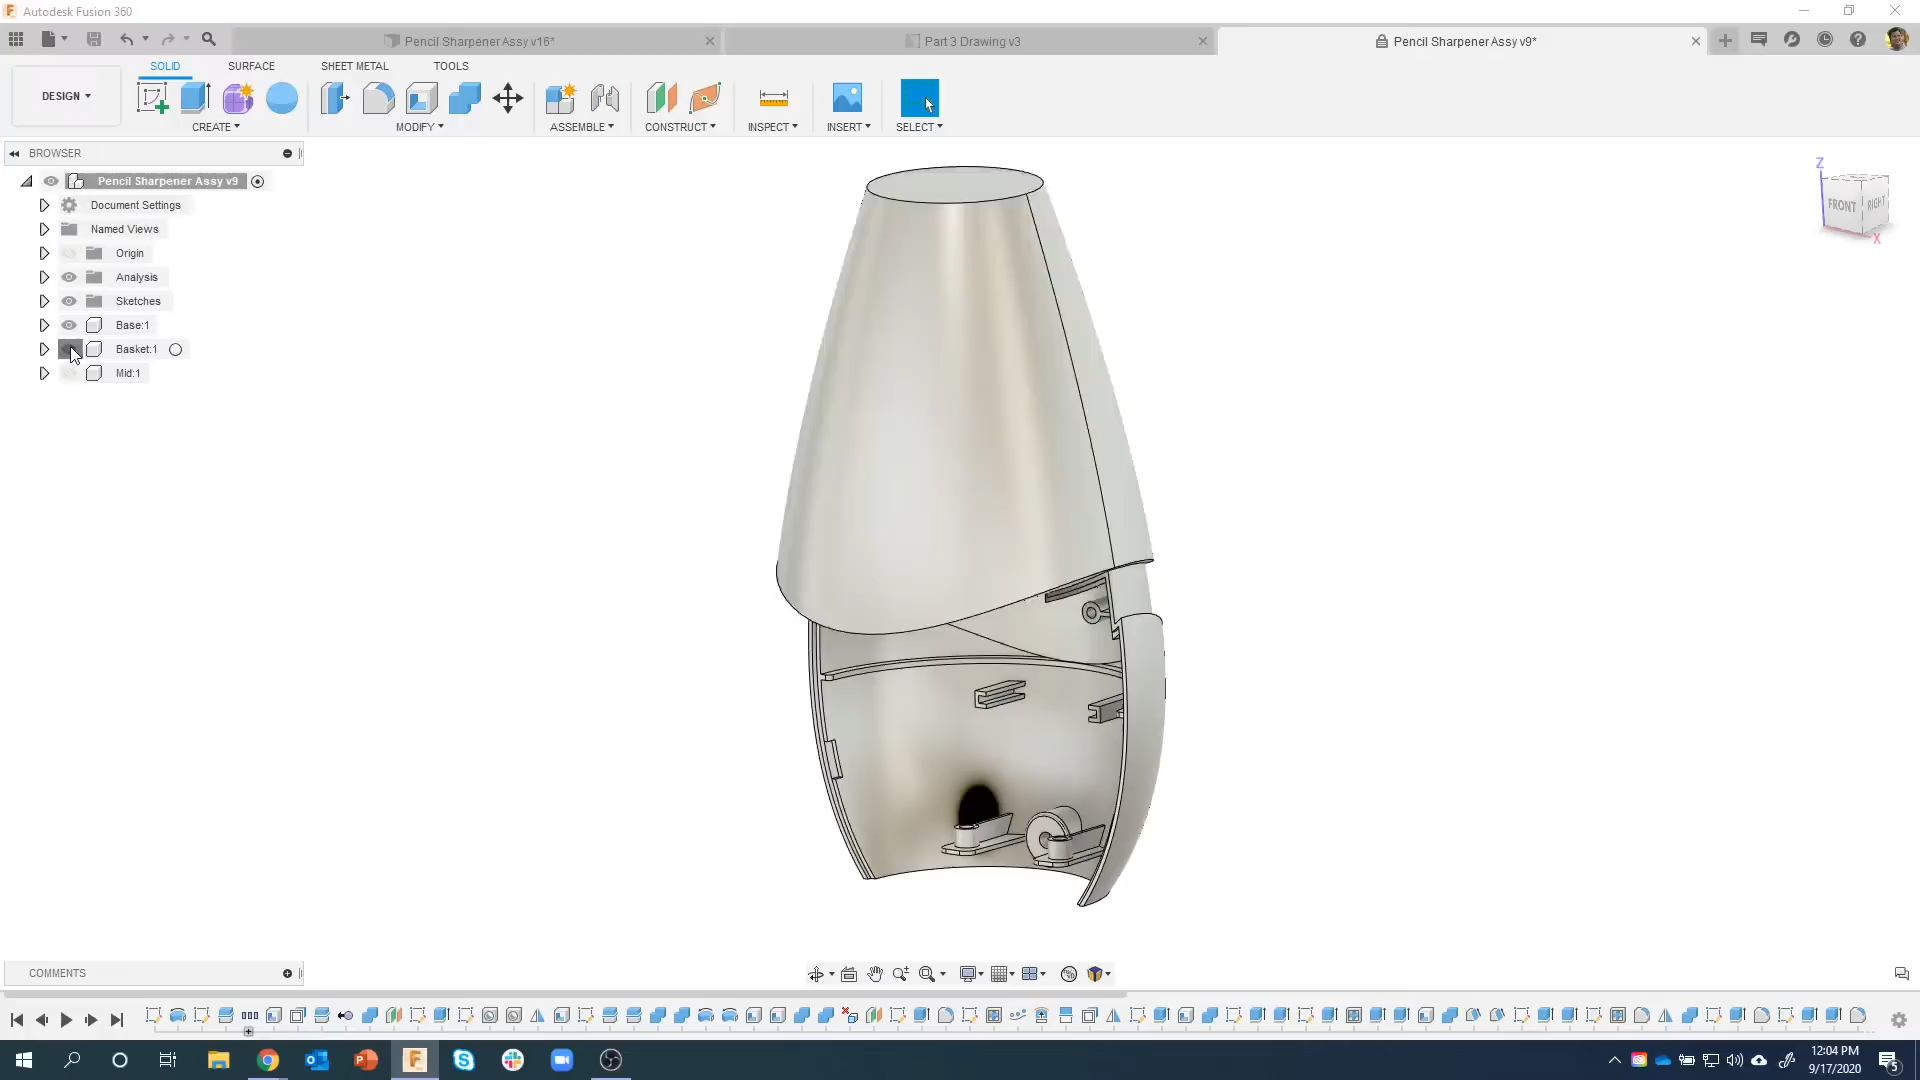 Autodesk Fusion 360
Pencil Sharpener Assy v16*
Part 3 Drawing v3
Pencil Sharpener Assy v9*
DESIGN
SOLID
SURFACE
SHEET METAL
TOOLS
CREATE
MODIFY
ASSEMBLE
CONSTRUCT
INSPECT
INSERT
SELECT
BROWSER
Pencil Sharpener Assy v9
Document Settings
Named Views
Origin
Analysis
Sketches
Base:1
Basket:1
Mid:1
Z
FRONT
RIGHT
X
COMMENTS
12:04 PM
9/17/2020
5